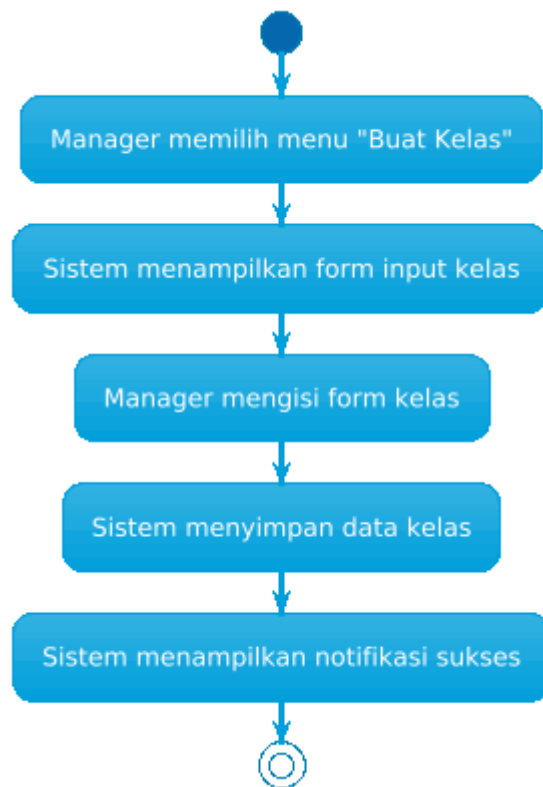 Manager memilih menu "Buat Kelas"
Sistem menampilkan form input kelas
Manager mengisi form kelas
Sistem menyimpan data kelas
Sistem menampilkan notifikasi sukses